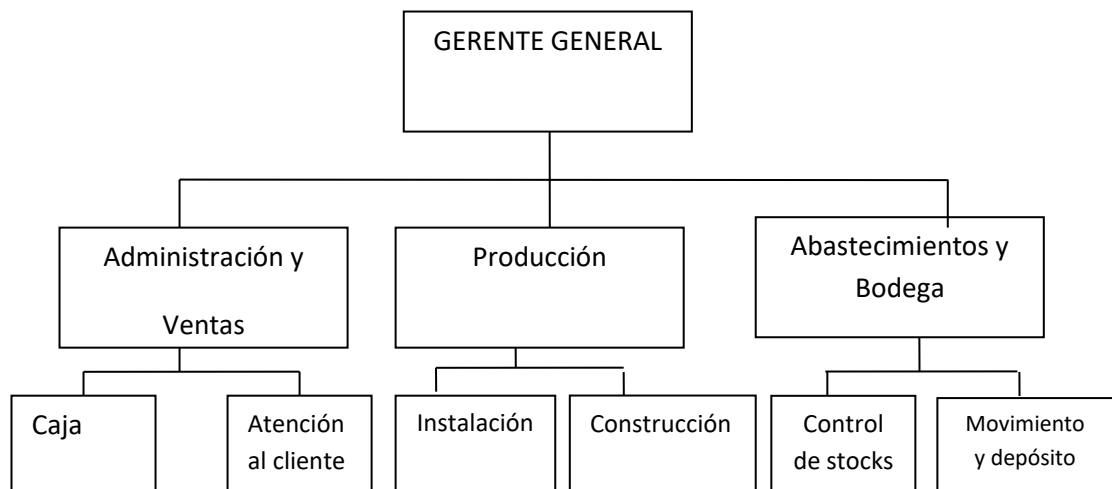 GERENTE GENERAL
Administración y
Ventas
Producción
Abastecimientos y
Bodega
Caja
Atención
al cliente
Instalación
Construcción
Control
de stocks
Movimiento
y depósito